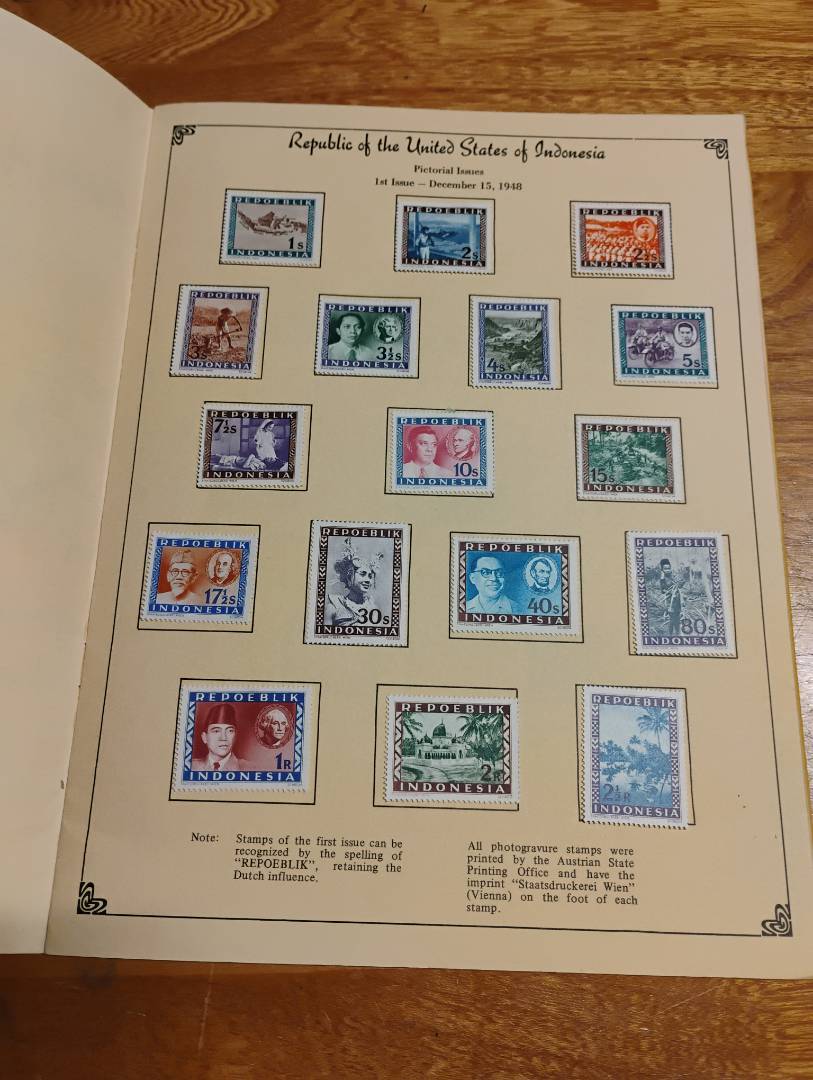 Republic of the United States of Indonesia
Pictorial Issues
1st Issue — December 15, 1948
REPOEBLIK
1s
INDONESIA
REPOEBLIK
2s
INDONESIA
REPOEBLIK
2½s
INDONESIA
REPOEBLIK
3s
INDONESIA
REPOEBLIK
3½s
INDONESIA
REPOEBLIK
4s
INDONESIA
REPOEBLIK
5s
INDONESIA
REPOEBLIK
7½s
INDONESIA
REPOEBLIK
10s
INDONESIA
REPOEBLIK
15s
INDONESIA
REPOEBLIK
17½s
INDONESIA
REPOEBLIK
30s
INDONESIA
REPOEBLIK
40s
INDONESIA
REPOEBLIK
80s
INDONESIA
REPOEBLIK
1R
INDONESIA
REPOEBLIK
2R
INDONESIA
REPOEBLIK
2½R
INDONESIA
Note: Stamps of the first issue can be
recognized by the spelling of
"REPOEBLIK", retaining the
Dutch influence.
All photogravure stamps were
printed by the Austrian State
Printing Office and have the
imprint "Staatsdruckerei Wien"
(Vienna) on the foot of each
stamp.